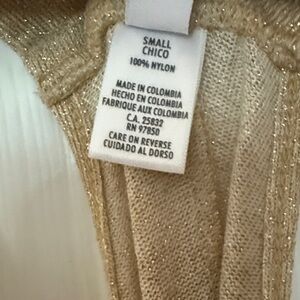 SMALL
CHICO
100% NYLON
MADE IN COLOMBIA
HECHO EN COLOMBIA
FABRIQUE AUX COLOMBIA
C.A. 25832
RN 97850
CARE ON REVERSE
CUIDADO AL DORSO